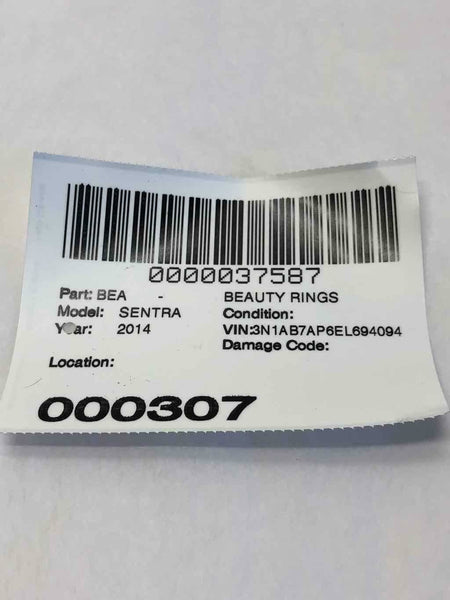 0000037587
Part: BEA - BEAUTY RINGS
Model: SENTRA Condition:
Year: 2014 VIN:3N1AB7AP6EL694094
Damage Code:
Location:
000307